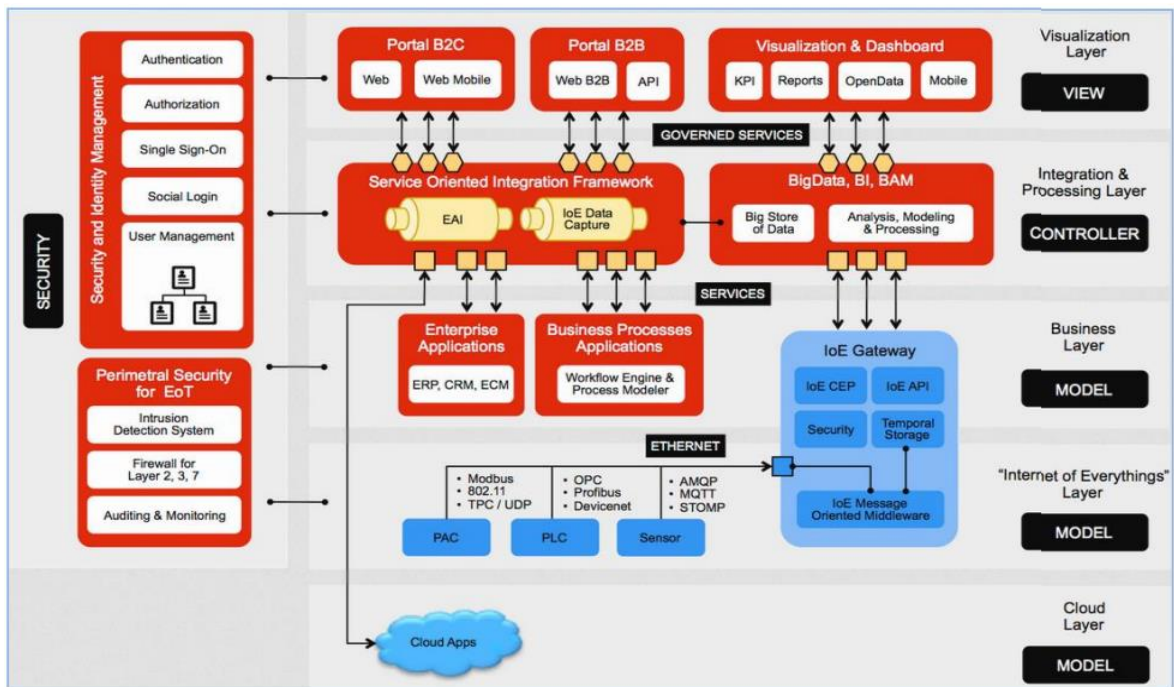 SECURITY
Security and Identity Management
Authentication
Authorization
Single Sign-On
Social Login
User Management
Perimetral Security
for EoT
Intrusion
Detection System
Firewall for
Layer 2, 3, 7
Auditing & Monitoring
Portal B2C
Web
Web Mobile
Portal B2B
Web B2B
API
Visualization & Dashboard
KPI
Reports
OpenData
Mobile
Visualization
Layer
VIEW
GOVERNED SERVICES
Service Oriented Integration Framework
EAI
IoE Data
Capture
BigData, BI, BAM
Big Store
of Data
Analysis, Modeling
& Processing
Integration &
Processing Layer
CONTROLLER
SERVICES
Enterprise
Applications
ERP, CRM, ECM
Business Processes
Applications
Workflow Engine &
Process Modeler
IoE Gateway
IoE CEP
IoE API
Security
Temporal
Storage
IoE Message
Oriented Middleware
Business
Layer
MODEL
ETHERNET
• Modbus
• 802.11
• TPC / UDP
• OPC
• Profibus
• Devicenet
• AMQP
• MQTT
• STOMP
PAC
PLC
Sensor
"Internet of Everythings"
Layer
MODEL
Cloud Apps
Cloud
Layer
MODEL